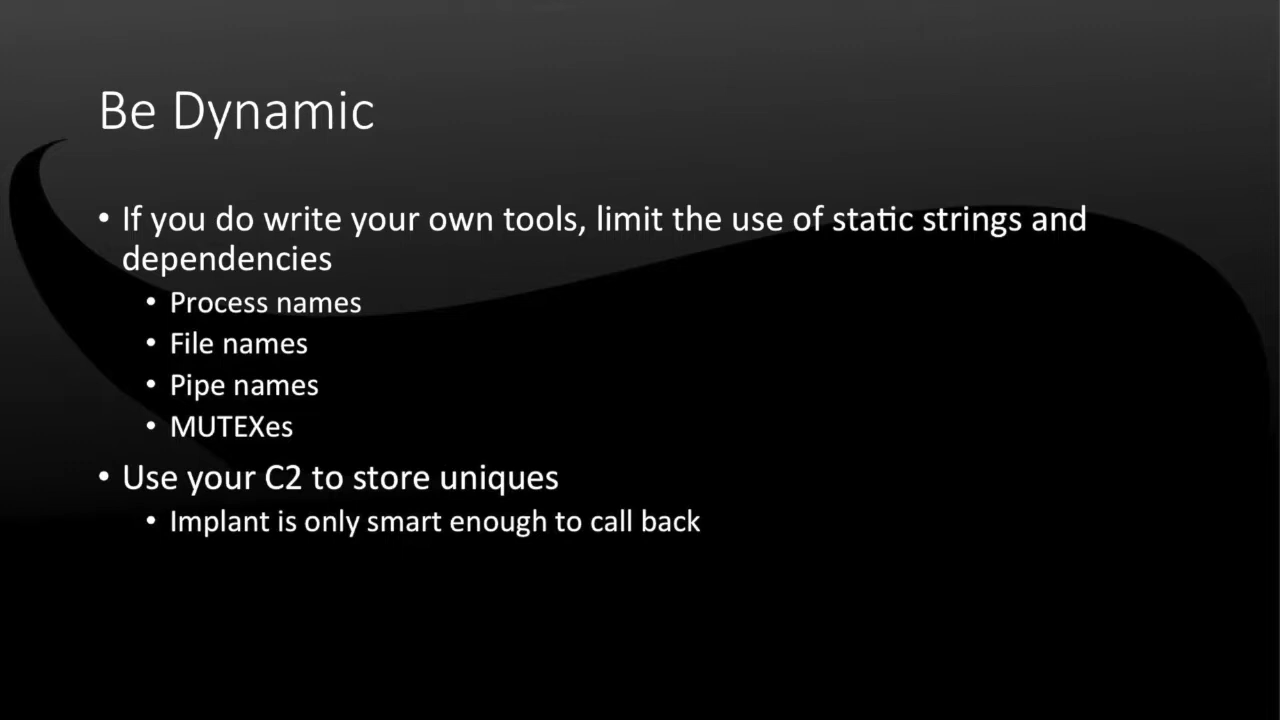 Be Dynamic
• If you do write your own tools, limit the use of static strings and
dependencies
• Process names
• File names
• Pipe names
• MUTEXes
• Use your C2 to store uniques
• Implant is only smart enough to call back